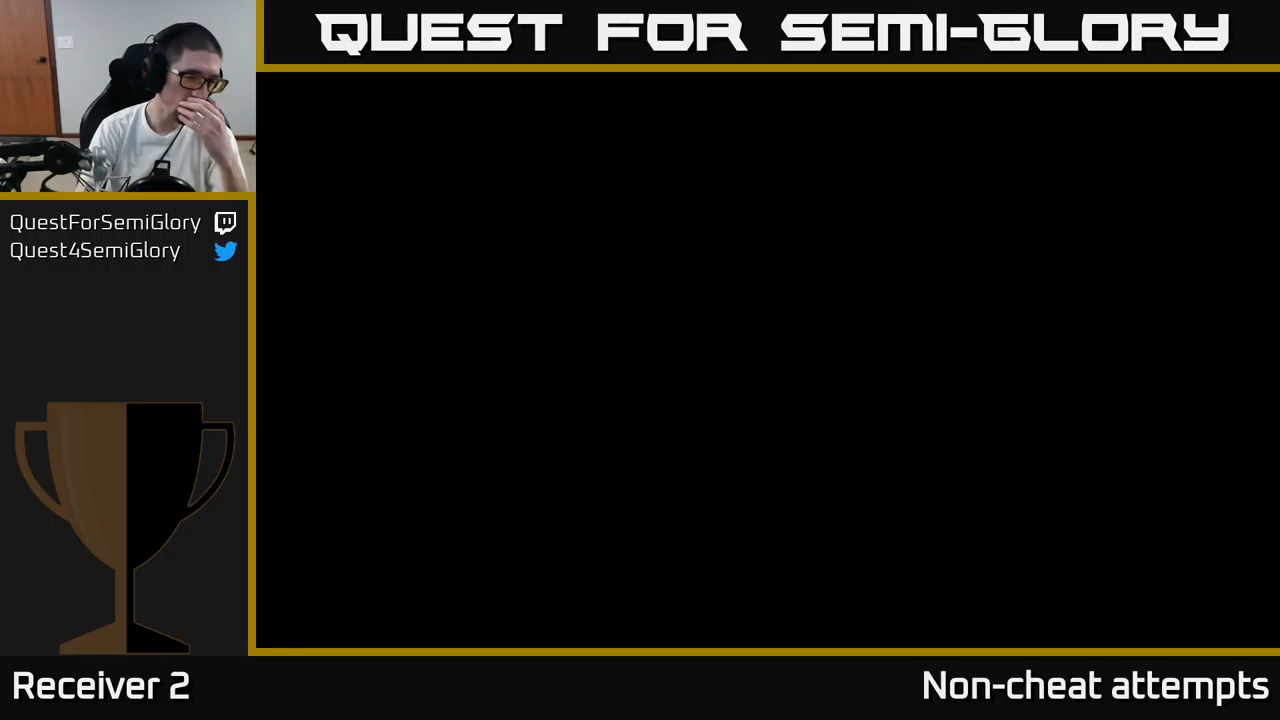 QUEST FOR SEMI-GLORY
QuestForSemiGlory
Quest4SemiGlory
Receiver 2
Non-cheat attempts